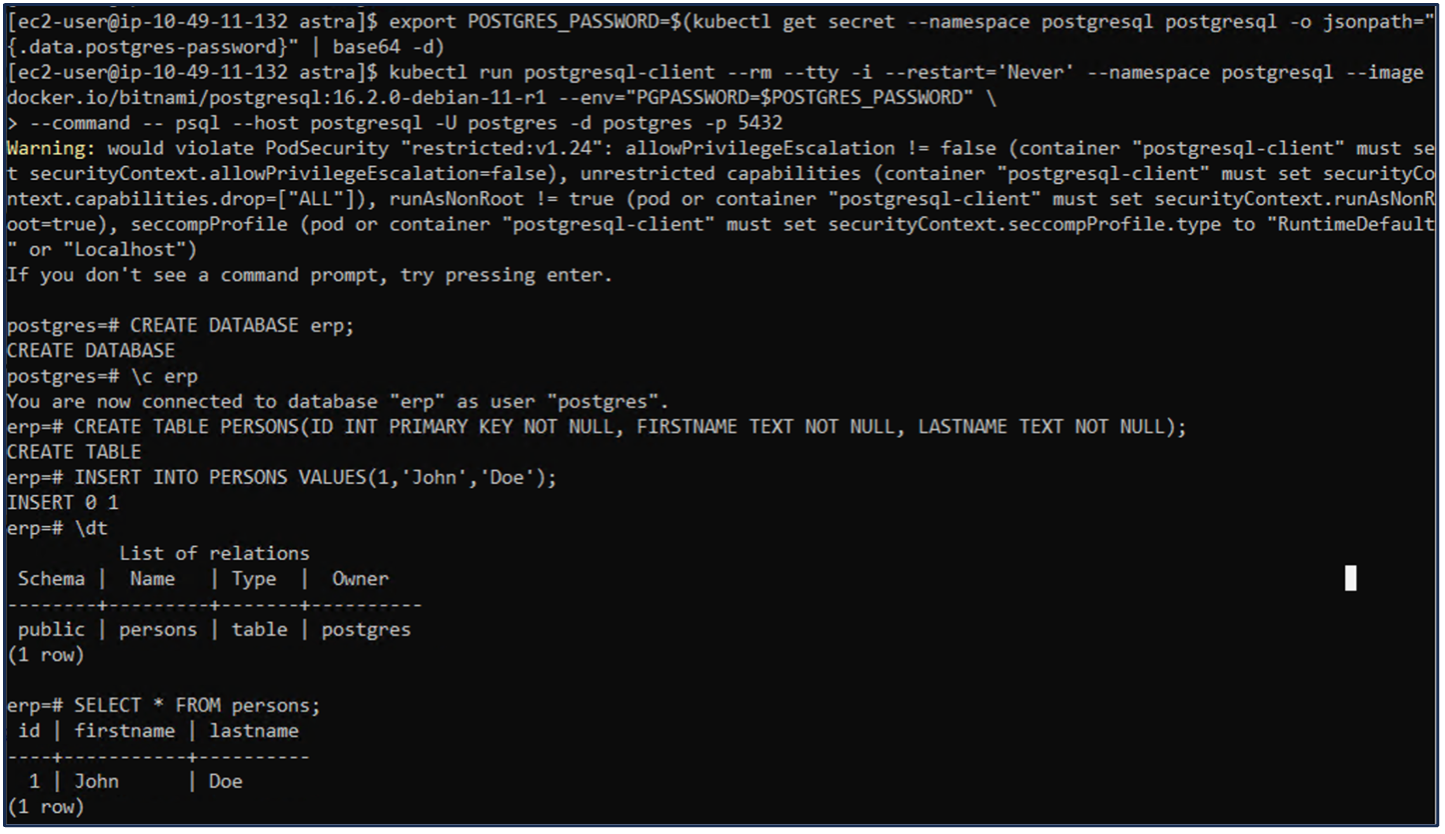 [ec2-user@ip-10-49-11-132 astra]$ export POSTGRES_PASSWORD=$(kubectl get secret --namespace postgresql postgresql -o jsonpath="
{.data.postgres-password}" | base64 -d)
[ec2-user@ip-10-49-11-132 astra]$ kubectl run postgresql-client --rm --tty -i --restart='Never' --namespace postgresql --image
docker.io/bitnami/postgresql:16.2.0-debian-11-r1 --env="PGPASSWORD=$POSTGRES_PASSWORD" \
> --command -- psql --host postgresql -U postgres -d postgres -p 5432
Warning: would violate PodSecurity "restricted:v1.24": allowPrivilegeEscalation != false (container "postgresql-client" must se
t securityContext.allowPrivilegeEscalation=false), unrestricted capabilities (container "postgresql-client" must set securityCo
ntext.capabilities.drop=["ALL"]), runAsNonRoot != true (pod or container "postgresql-client" must set securityContext.runAsNonR
oot=true), seccompProfile (pod or container "postgresql-client" must set securityContext.seccompProfile.type to "RuntimeDefault
" or "Localhost")
If you don't see a command prompt, try pressing enter.

postgres=# CREATE DATABASE erp;
CREATE DATABASE
postgres=# \c erp
You are now connected to database "erp" as user "postgres".
erp=# CREATE TABLE PERSONS(ID INT PRIMARY KEY NOT NULL, FIRSTNAME TEXT NOT NULL, LASTNAME TEXT NOT NULL);
CREATE TABLE
erp=# INSERT INTO PERSONS VALUES(1,'John','Doe');
INSERT 0 1
erp=# \dt
          List of relations
 Schema |  Name   | Type  |  Owner
--------+---------+-------+----------
 public | persons | table | postgres
(1 row)

erp=# SELECT * FROM persons;
 id | firstname | lastname
----+-----------+----------
  1 | John      | Doe
(1 row)